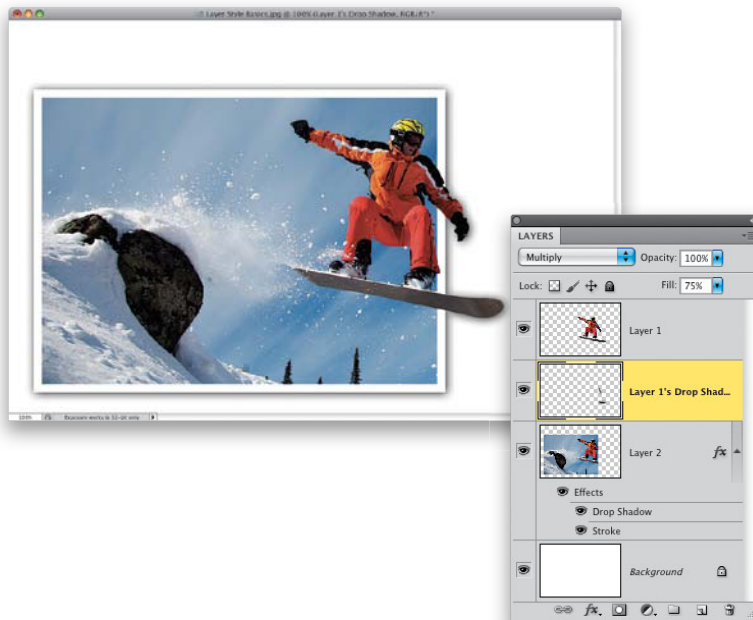 Layer Style Basics.jpg @ 100% (Layer 1's Drop Shadow, RGB/8*) *
100%
Exposure works in 32-bit only
LAYERS
Multiply
Opacity: 100%
Lock:
Fill: 75%
Layer 1
Layer 1's Drop Shad...
Layer 2
fx
Effects
Drop Shadow
Stroke
Background
fx.